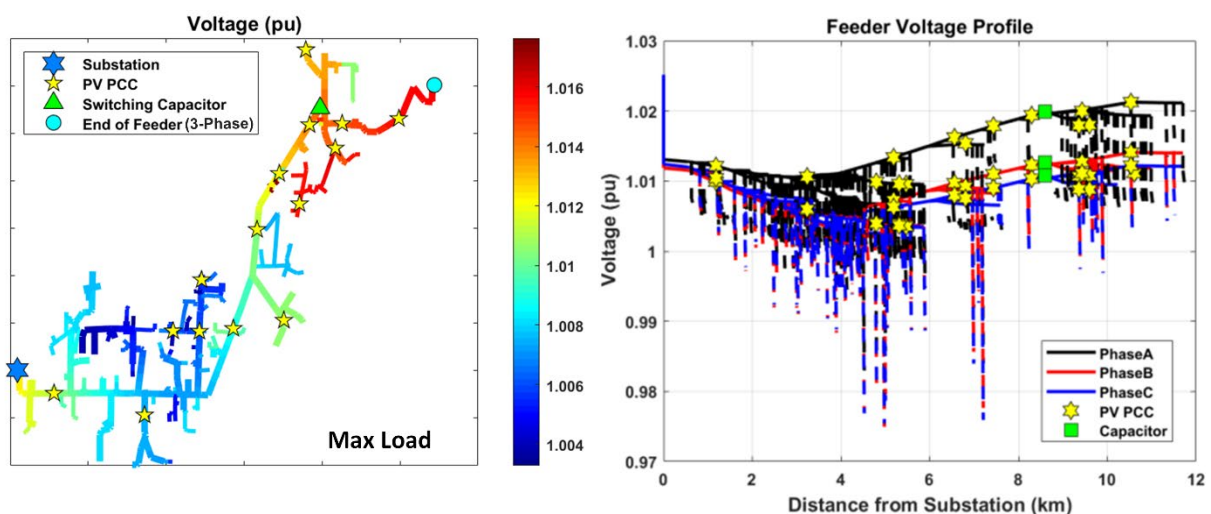 Voltage (pu)
Substation
PV PCC
Switching Capacitor
End of Feeder (3-Phase)
Max Load
1.016
1.014
1.012
1.01
1.008
1.006
1.004
Feeder Voltage Profile
Voltage (pu)
1.03
1.02
1.01
1
0.99
0.98
0.97
PhaseA
PhaseB
PhaseC
PV PCC
Capacitor
0 2 4 6 8 10 12
Distance from Substation (km)